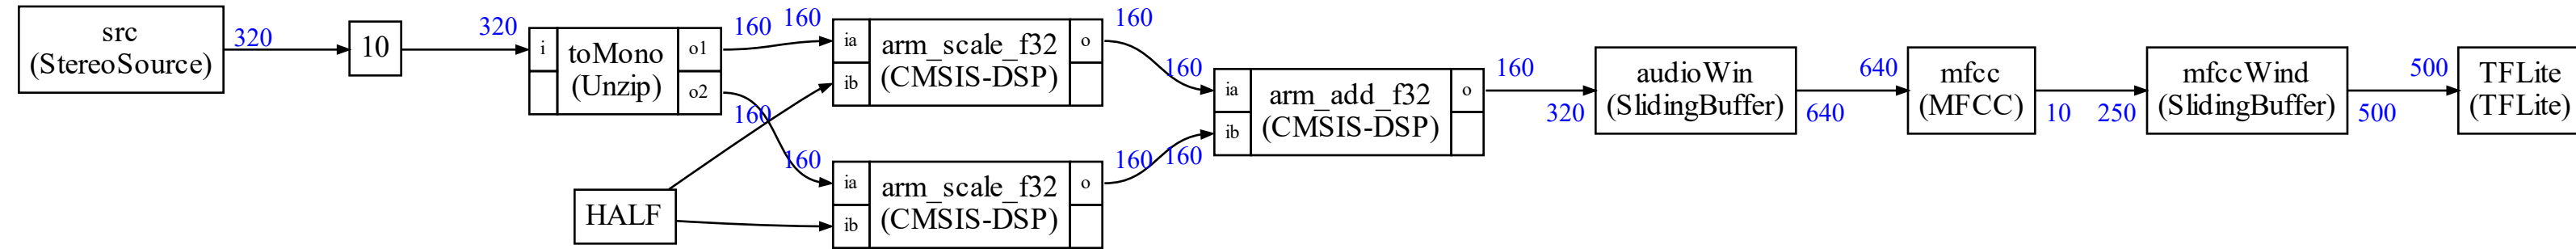 src
(StereoSource)
320
10
320
i
toMono
(Unzip)
o1
o2
160
160
160
160
HALF
ia
ib
arm_scale_f32
(CMSIS-DSP)
o
160
160
ia
ib
arm_scale_f32
(CMSIS-DSP)
o
160
160
ia
ib
arm_add_f32
(CMSIS-DSP)
o
160
320
audioWin
(SlidingBuffer)
640
640
mfcc
(MFCC)
10
250
mfccWind
(SlidingBuffer)
500
500
TFLite
(TFLite)